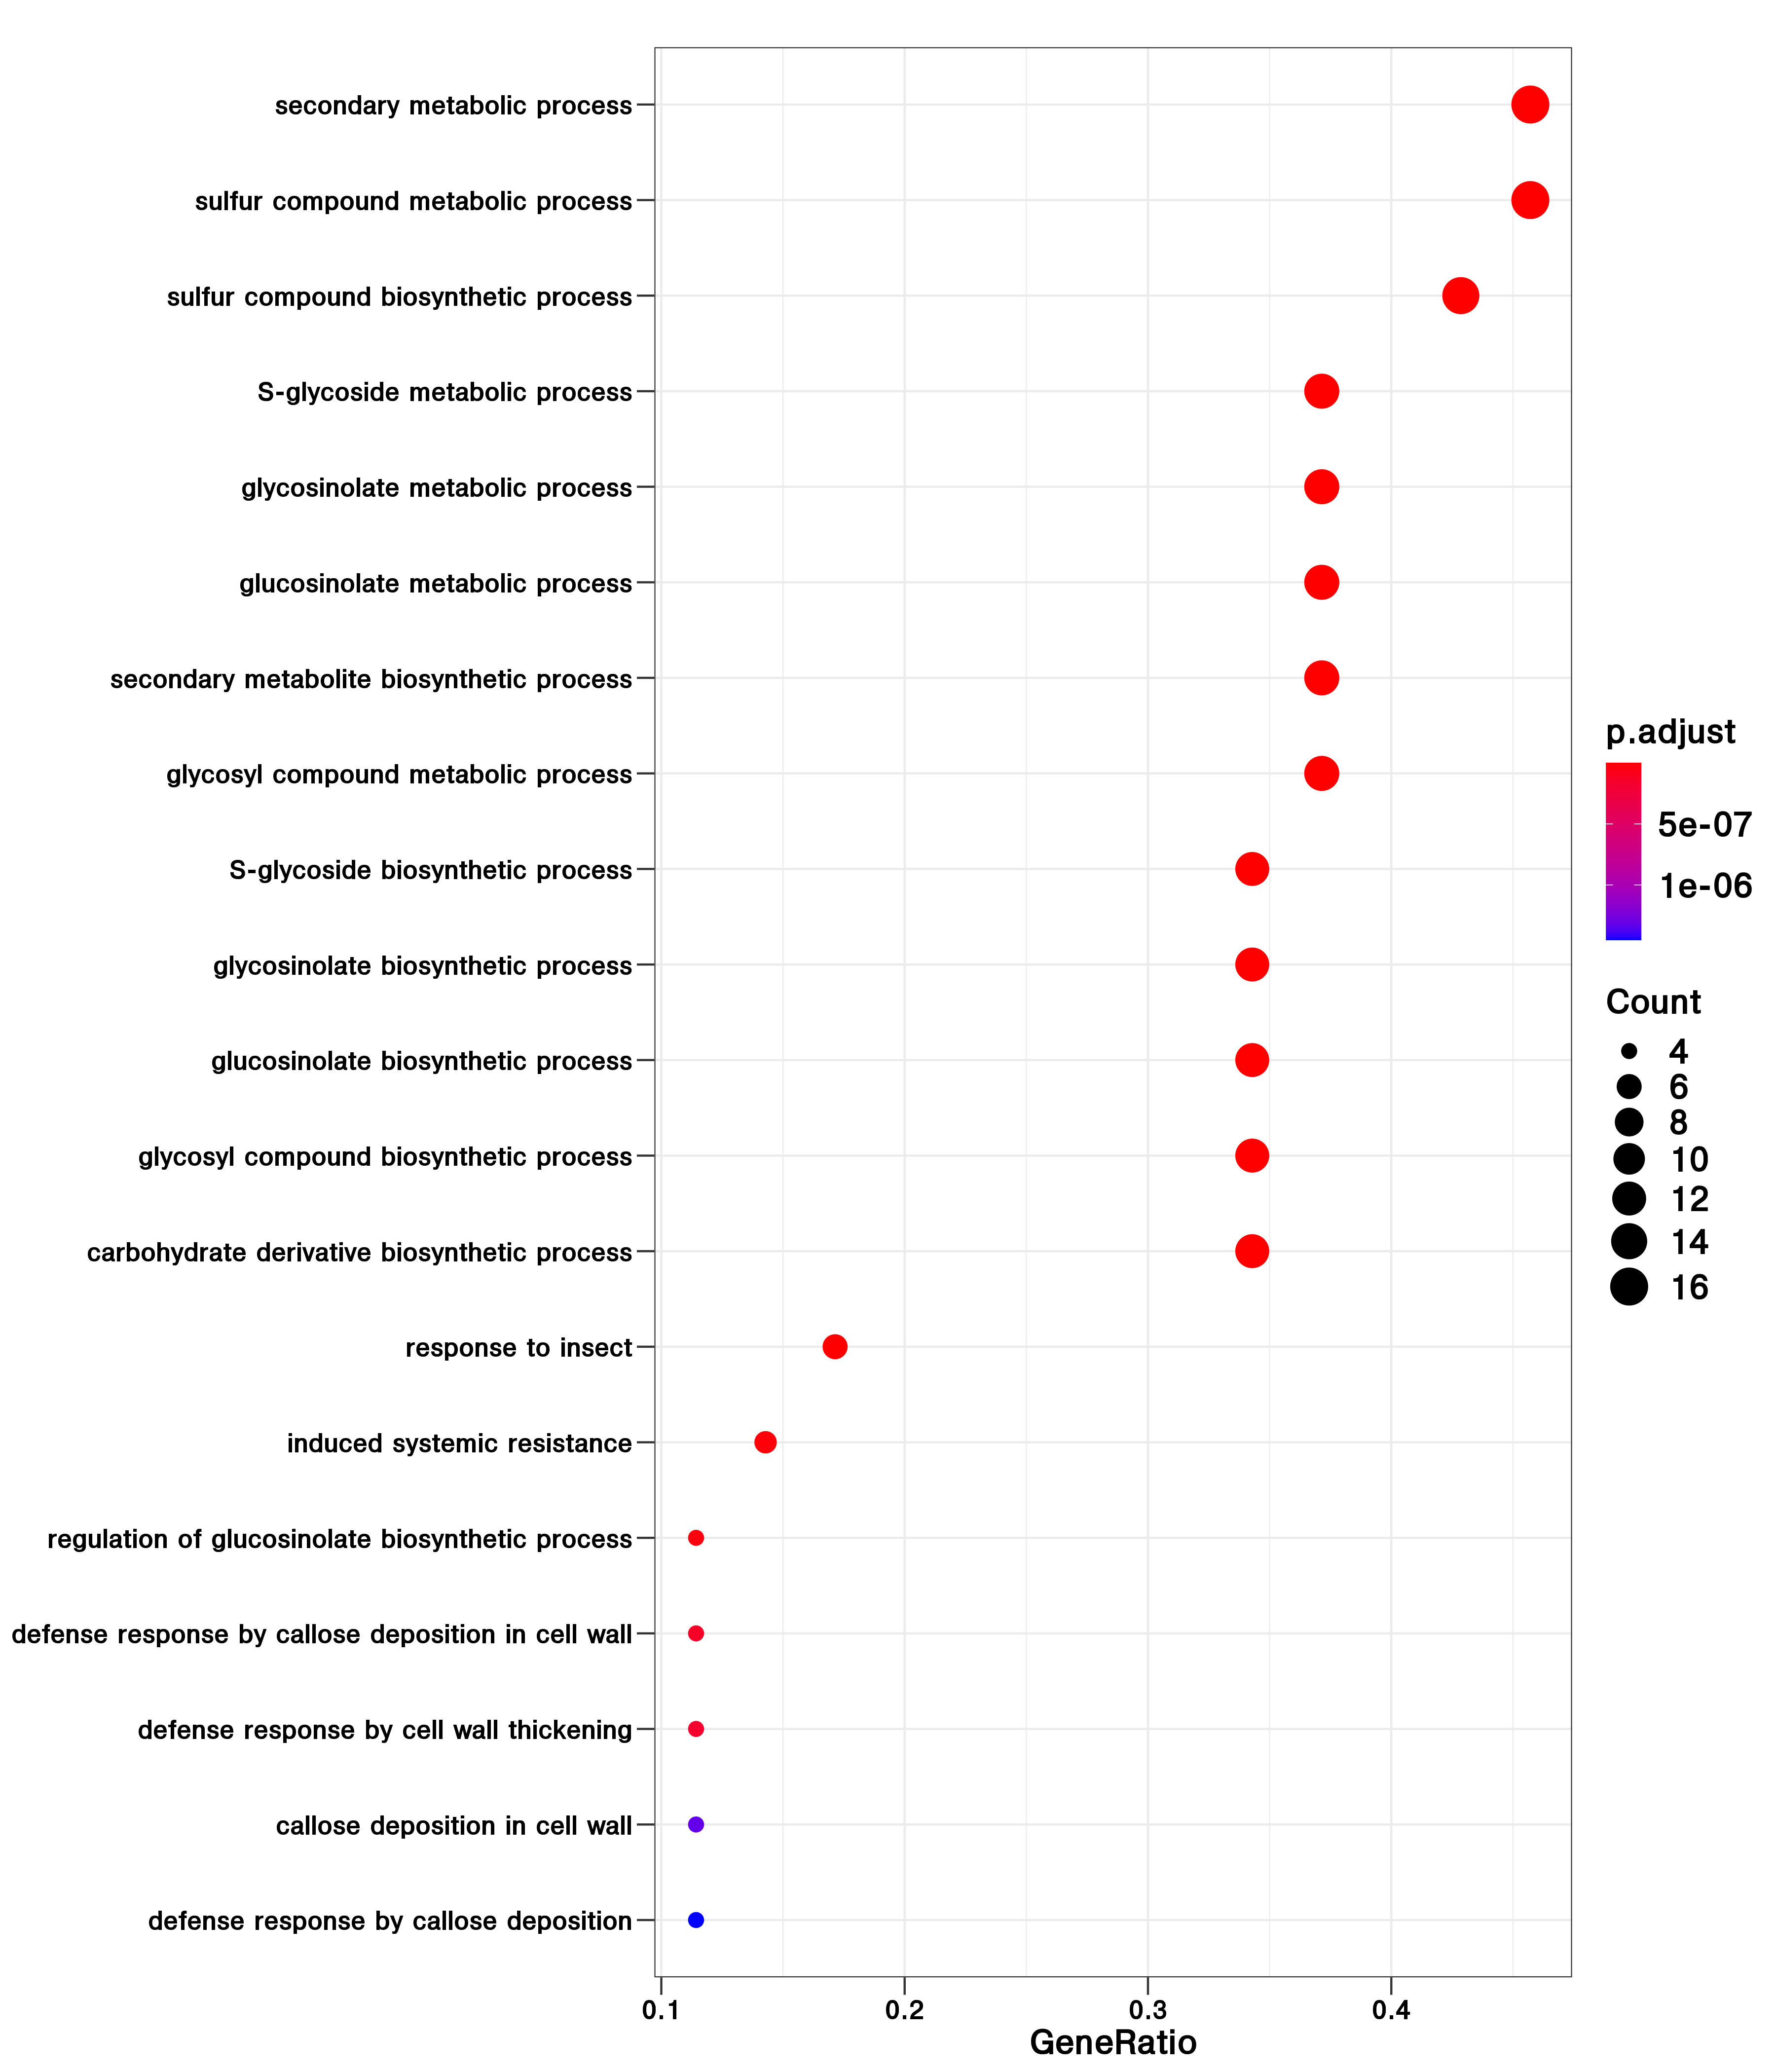 secondary metabolic process
sulfur compound metabolic process
sulfur compound biosynthetic process
S-glycoside metabolic process
glycosinolate metabolic process
glucosinolate metabolic process
secondary metabolite biosynthetic process
glycosyl compound metabolic process
S-glycoside biosynthetic process
glycosinolate biosynthetic process
glucosinolate biosynthetic process
glycosyl compound biosynthetic process
carbohydrate derivative biosynthetic process
response to insect
induced systemic resistance
regulation of glucosinolate biosynthetic process
defense response by callose deposition in cell wall
defense response by cell wall thickening
callose deposition in cell wall
defense response by callose deposition
0.1 0.2 0.3 0.4
GeneRatio
p.adjust
5e-07
1e-06
Count
4
6
8
10
12
14
16